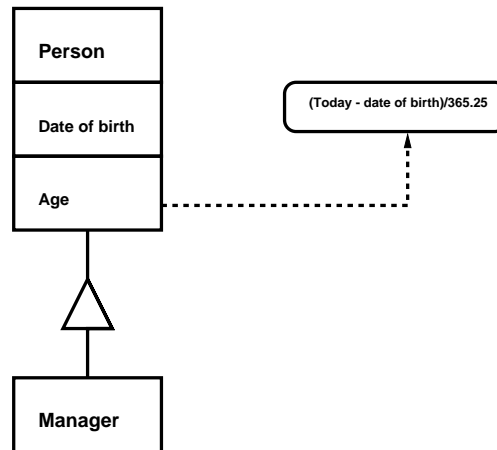 Person
Date of birth
(Today - date of birth)/365.25
Age
Manager